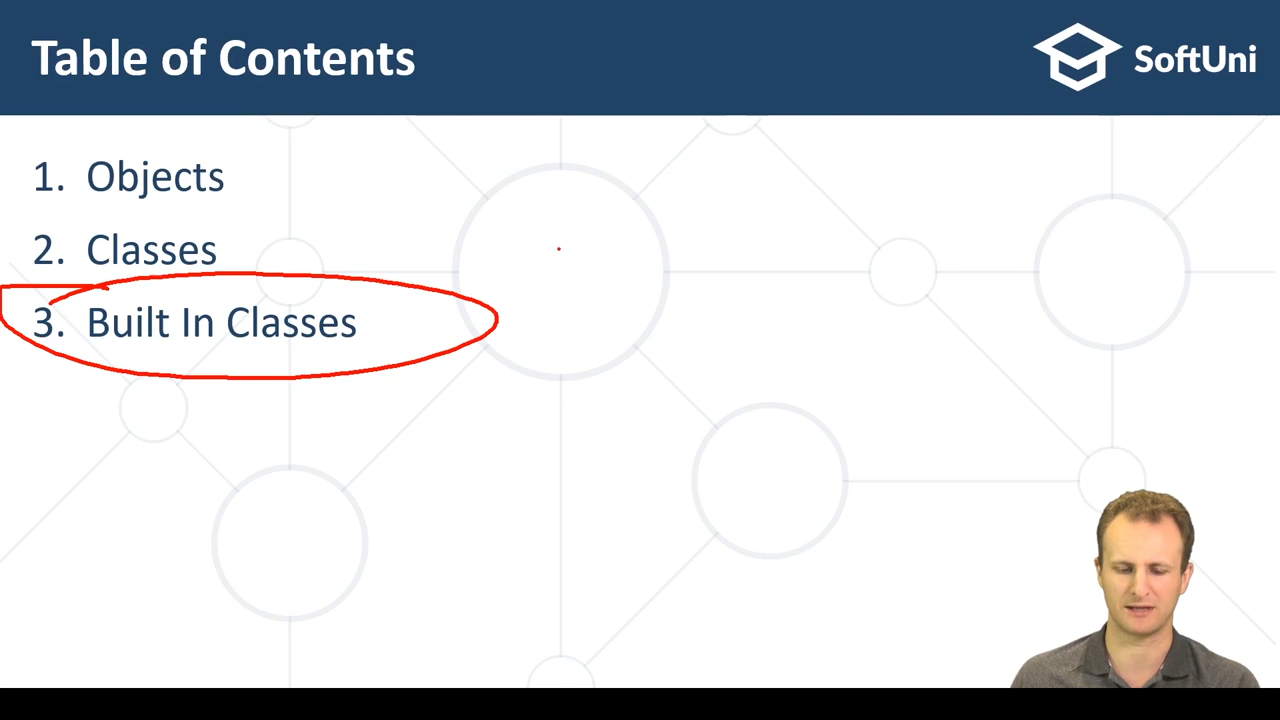 Table of Contents
SoftUni
1. Objects
2. Classes
3. Built In Classes